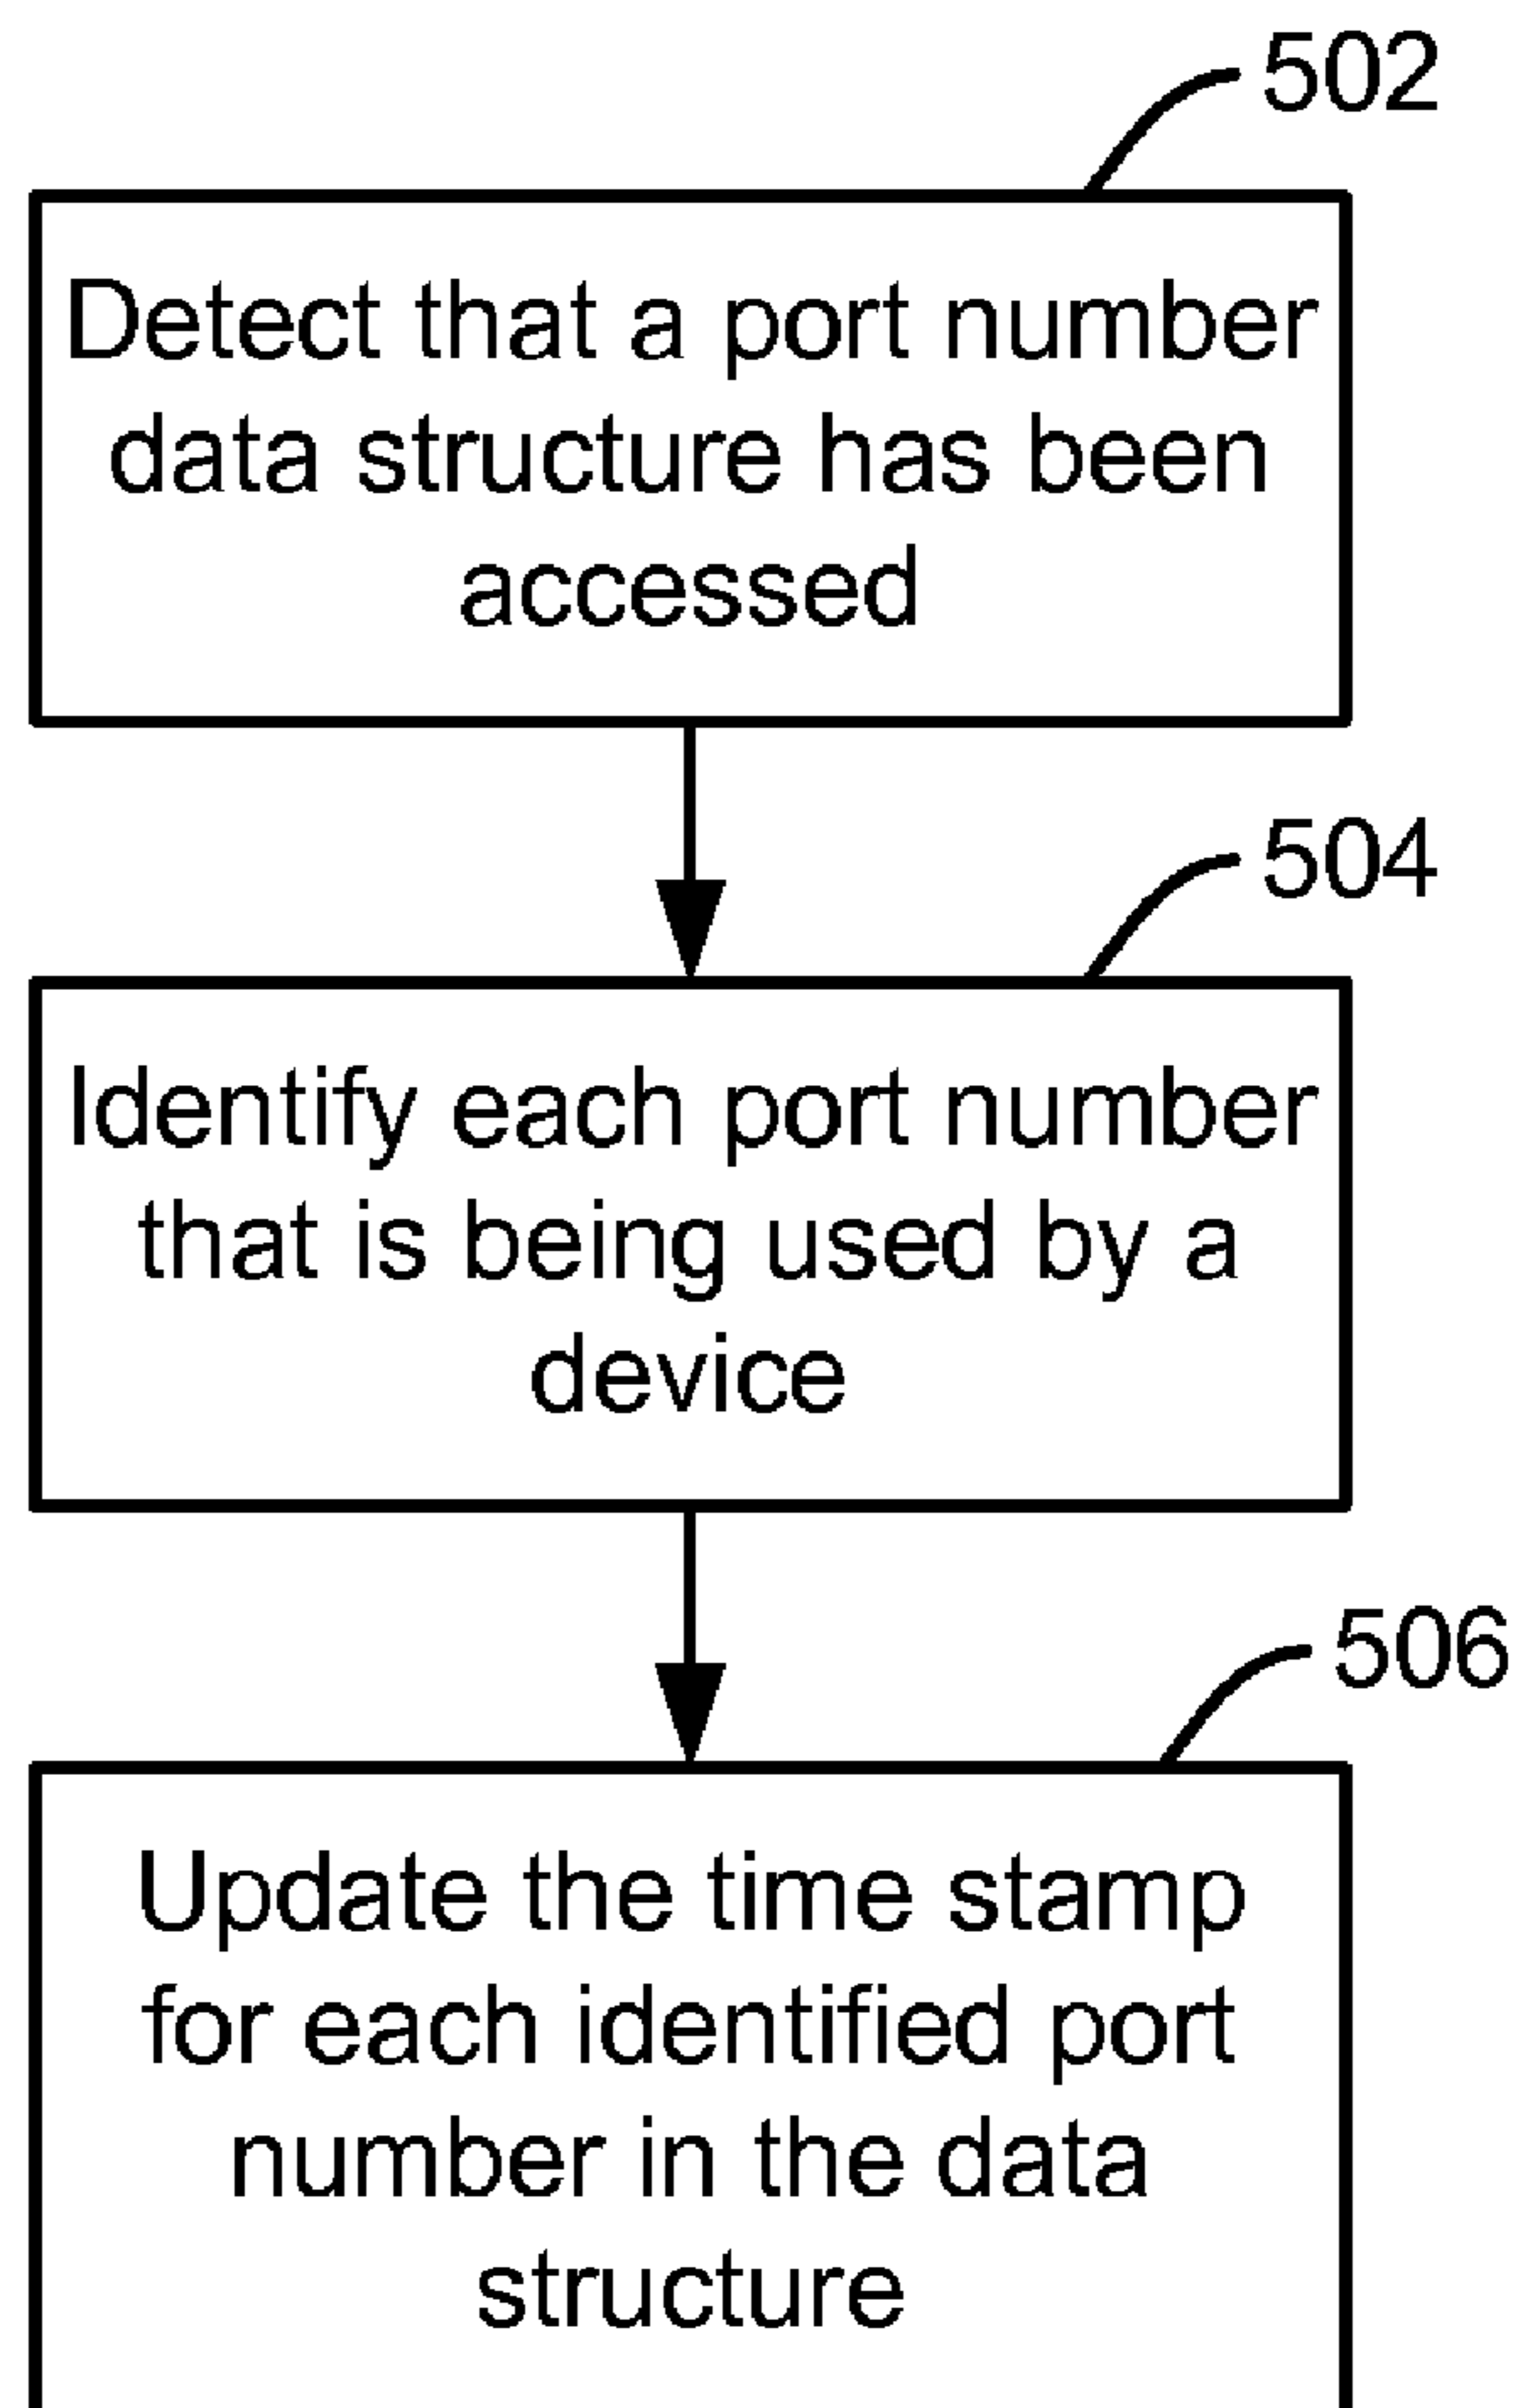 502
Detect that a port number
data structure has been
accessed
504
Identify each port number
that is being used by a
device
506
Update the time stamp
for each identified port
number in the data
structure